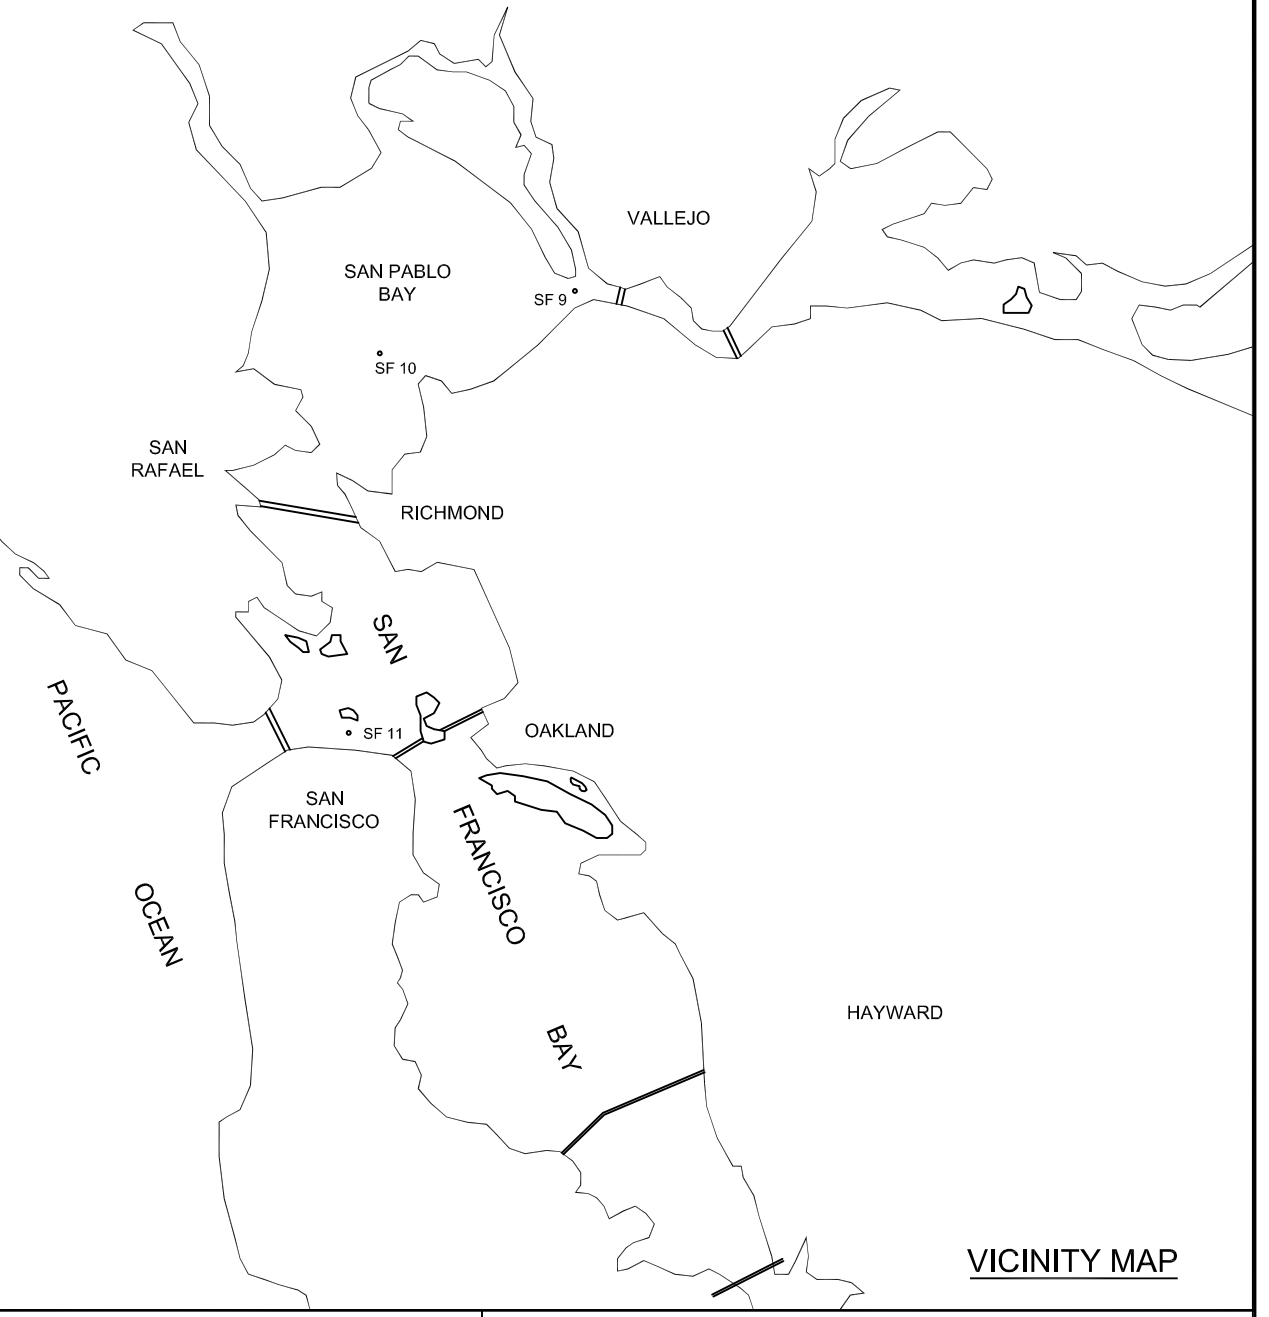 VALLEJO
SAN PABLO
BAY
SF 9
SF 10
SAN
RAFAEL
RICHMOND
SAN
PACIFIC
SF 11
OAKLAND
SAN
FRANCISCO
FRANCISCO
OCEAN
HAYWARD
BAY
VICINITY MAP